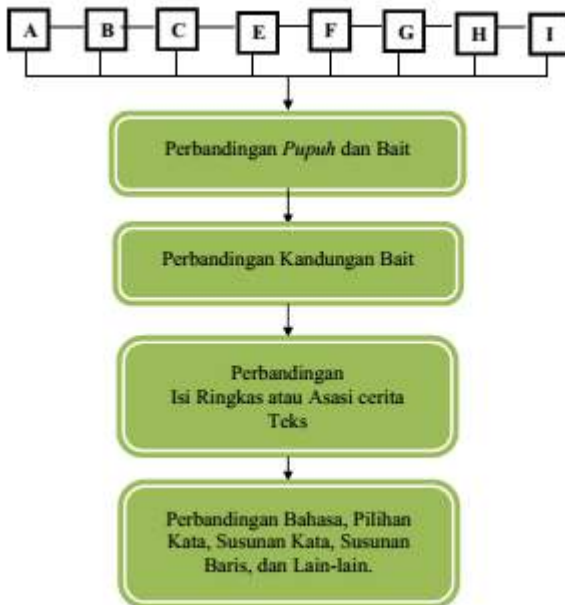 A B C E F G H I
Perbandingan Pupuh dan Bait
Perbandingan Kandungan Bait
Perbandingan
Isi Ringkas atau Asasi cerita
Teks
Perbandingan Bahasa, Pilihan
Kata, Susunan Kata, Susunan
Baris, dan Lain-lain.